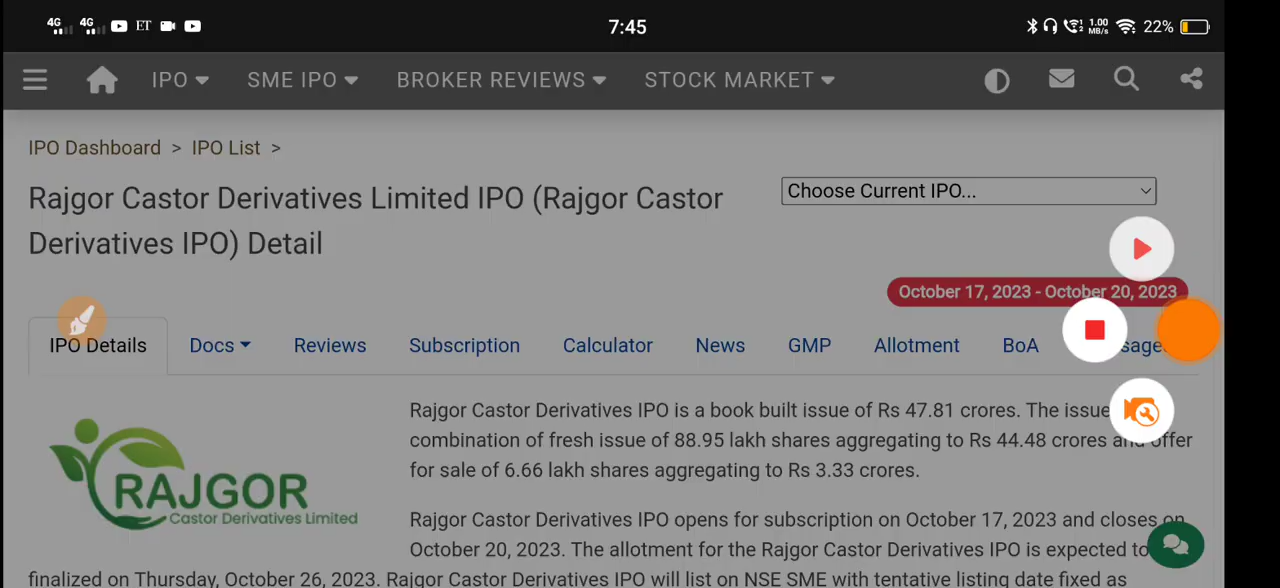 4G 4G ET 7:45 1.00 MB/s 22%
IPO SME IPO BROKER REVIEWS STOCK MARKET
IPO Dashboard > IPO List >
Rajgor Castor Derivatives Limited IPO (Rajgor Castor
Derivatives IPO) Detail
Choose Current IPO...
October 17, 2023 - October 20, 2023
IPO Details Docs Reviews Subscription Calculator News GMP Allotment BoA
Rajgor Castor Derivatives IPO is a book built issue of Rs 47.81 crores. The issue
combination of fresh issue of 88.95 lakh shares aggregating to Rs 44.48 crores and offer
for sale of 6.66 lakh shares aggregating to Rs 3.33 crores.
RAJGOR
Castor Derivatives Limited
Rajgor Castor Derivatives IPO opens for subscription on October 17, 2023 and closes on
October 20, 2023. The allotment for the Rajgor Castor Derivatives IPO is expected to
finalized on Thursday, October 26, 2023. Rajgor Castor Derivatives IPO will list on NSE SME with tentative listing date fixed as